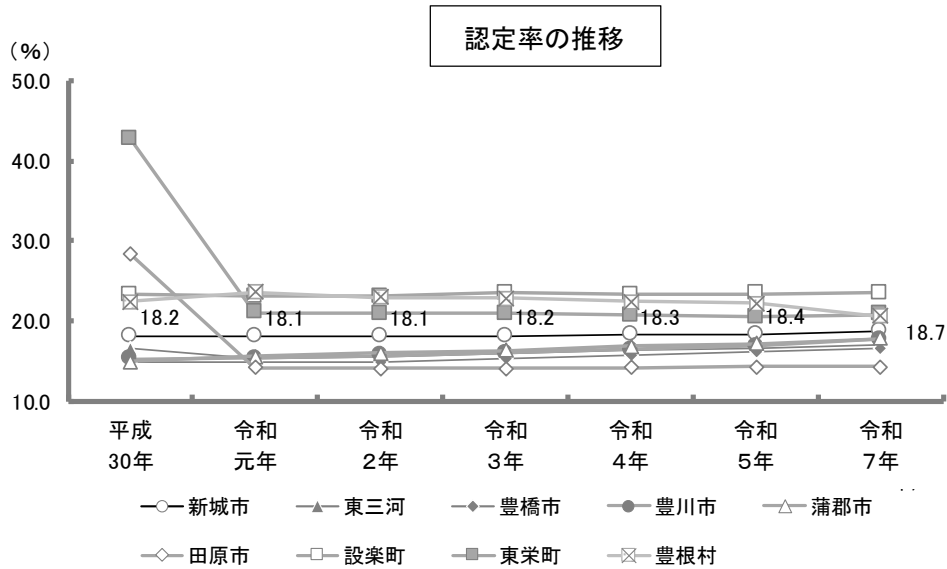 認定率の推移
（%）
50.0
40.0
30.0
20.0
10.0
18.2
18.1
18.1
18.2
18.3
18.4
18.7
平成
30年
令和
元年
令和
２年
令和
３年
令和
４年
令和
５年
令和
７年
新城市
東三河
豊橋市
豊川市
蒲郡市
田原市
設楽町
東栄町
豊根村